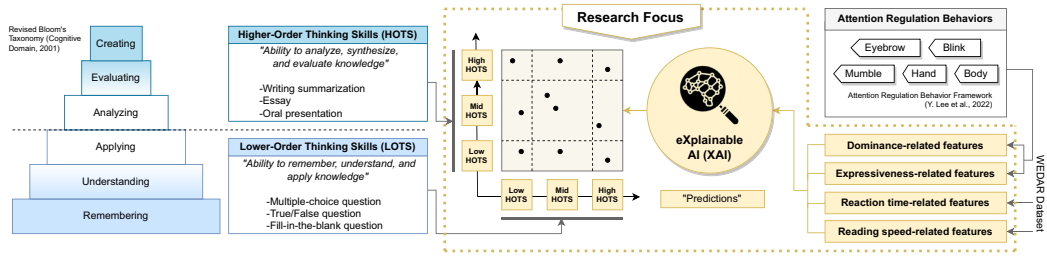 Revised Bloom's
Taxonomy (Cognitive
Domain, 2001)
Creating
Evaluating
Analyzing
Applying
Understanding
Remembering
Higher-Order Thinking Skills (HOTS)
"Ability to analyze, synthesize,
and evaluate knowledge"
-Writing summarization
-Essay
-Oral presentation
Lower-Order Thinking Skills (LOTS)
"Ability to remember, understand, and
apply knowledge"
-Multiple-choice question
-True/False question
-Fill-in-the-blank question
Research Focus
High
HOTS
Mid
HOTS
Low
HOTS
Low
HOTS
Mid
HOTS
High
HOTS
eXplainable
AI (XAI)
"Predictions"
Attention Regulation Behaviors
Eyebrow
Blink
Mumble
Hand
Body
Attention Regulation Behavior Framework
(Y. Lee et al., 2022)
Dominance-related features
Expressiveness-related features
Reaction time-related features
Reading speed-related features
WEDAR Dataset